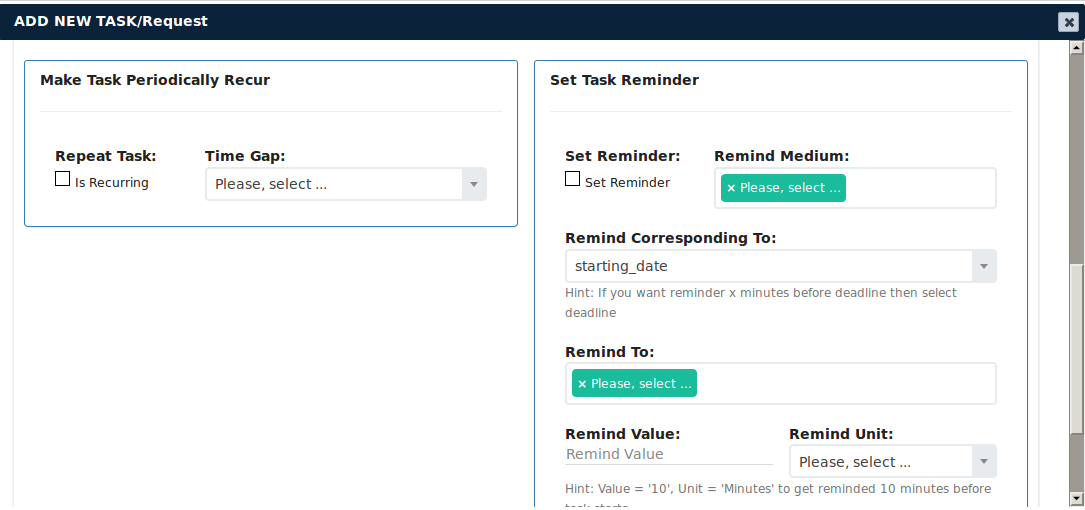 ADD NEW TASK/Request
Make Task Periodically Recur
Repeat Task:
Time Gap:
Is Recurring
Please, select ...
Set Task Reminder
Set Reminder:
Remind Medium:
Set Reminder
× Please, select ...
Remind Corresponding To:
starting_date
Hint: If you want reminder x minutes before deadline then select
deadline
Remind To:
× Please, select ...
Remind Value:
Remind Unit:
Remind Value
Please, select ...
Hint: Value = '10', Unit = 'Minutes' to get reminded 10 minutes before
task starts